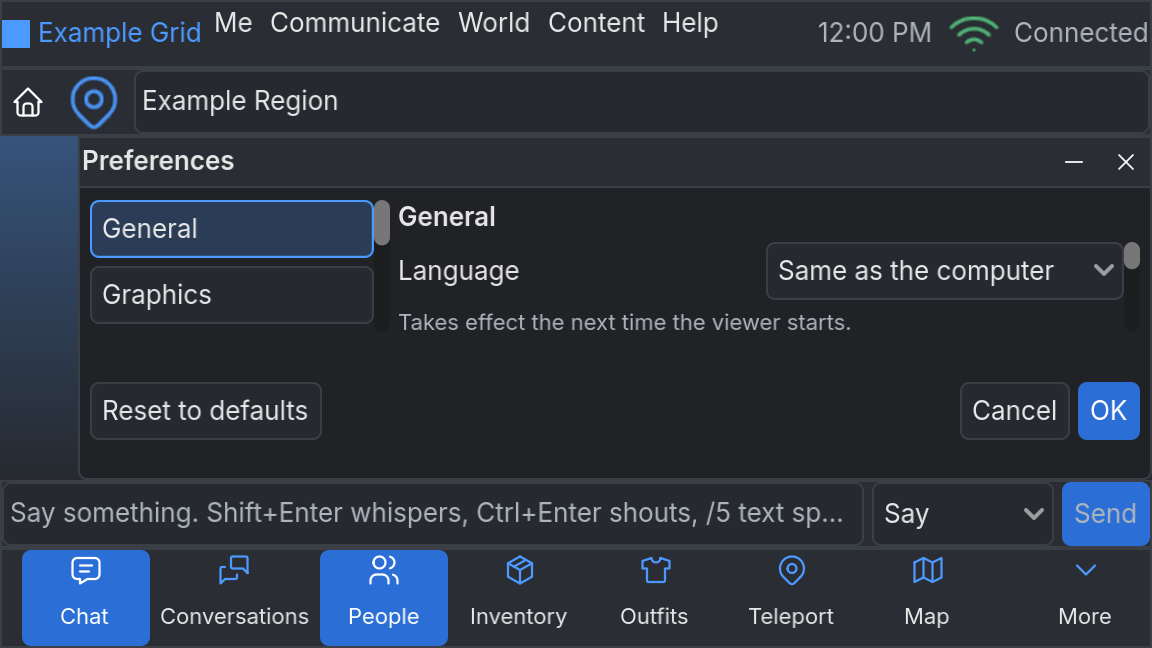 Example Grid Me Communicate World Content Help 12:00 PM Connected
Example Region
Preferences
General
General
Language Same as the computer
Graphics
Takes effect the next time the viewer starts.
Reset to defaults Cancel OK
Say something. Shift+Enter whispers, Ctrl+Enter shouts, /5 text sp... Say Send
Chat Conversations People Inventory Outfits Teleport Map More